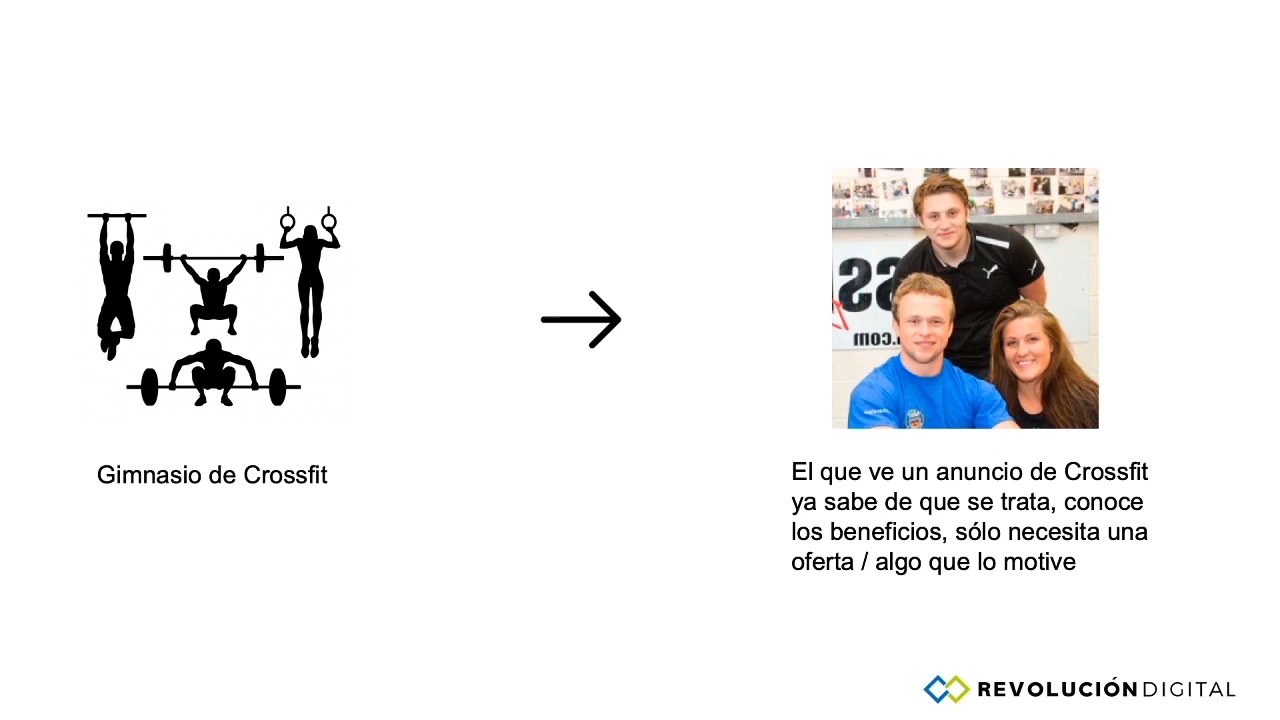 Gimnasio de Crossfit
El que ve un anuncio de Crossfit
ya sabe de que se trata, conoce
los beneficios, sólo necesita una
oferta / algo que lo motive
REVOLUCIÓN DIGITAL